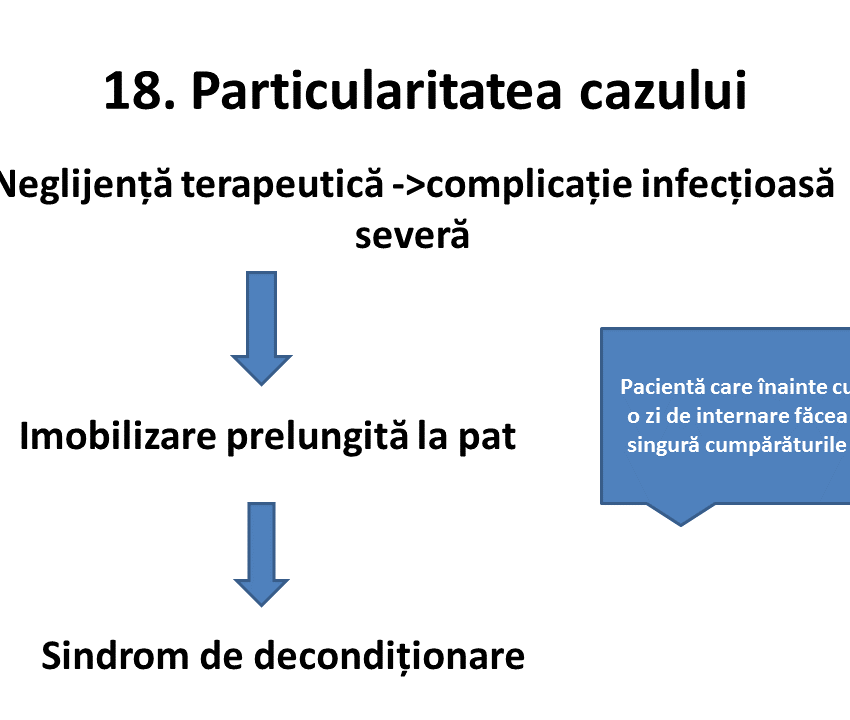 18. Particularitatea cazului
Neglijență terapeutică ->complicație infecțioasă
severă
Pacientă care înainte cu
o zi de internare făcea
singură cumpărăturile
Imobilizare prelungită la pat
Sindrom de decondiționare